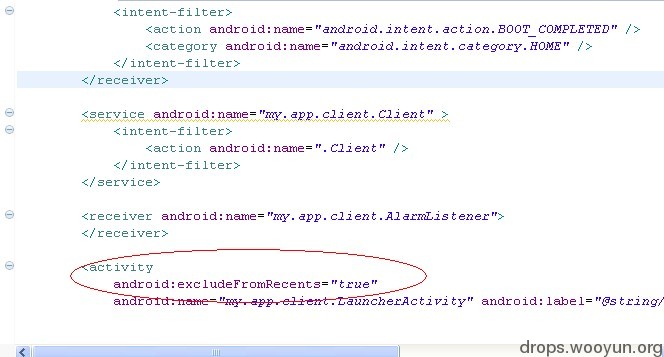 <intent-filter>
<action android:name="android.intent.action.BOOT_COMPLETED" />
<category android:name="android.intent.category.HOME" />
</intent-filter>
</receiver>
<service android:name="my.app.client.Client" >
<intent-filter>
<action android:name=".Client" />
</intent-filter>
</service>
<receiver android:name="my.app.client.AlarmListener">
</receiver>
<activity
android:excludeFromRecents="true"
android:name="my.app.client.LauncherActivity" android:label="@string/
drops.wooyun.org